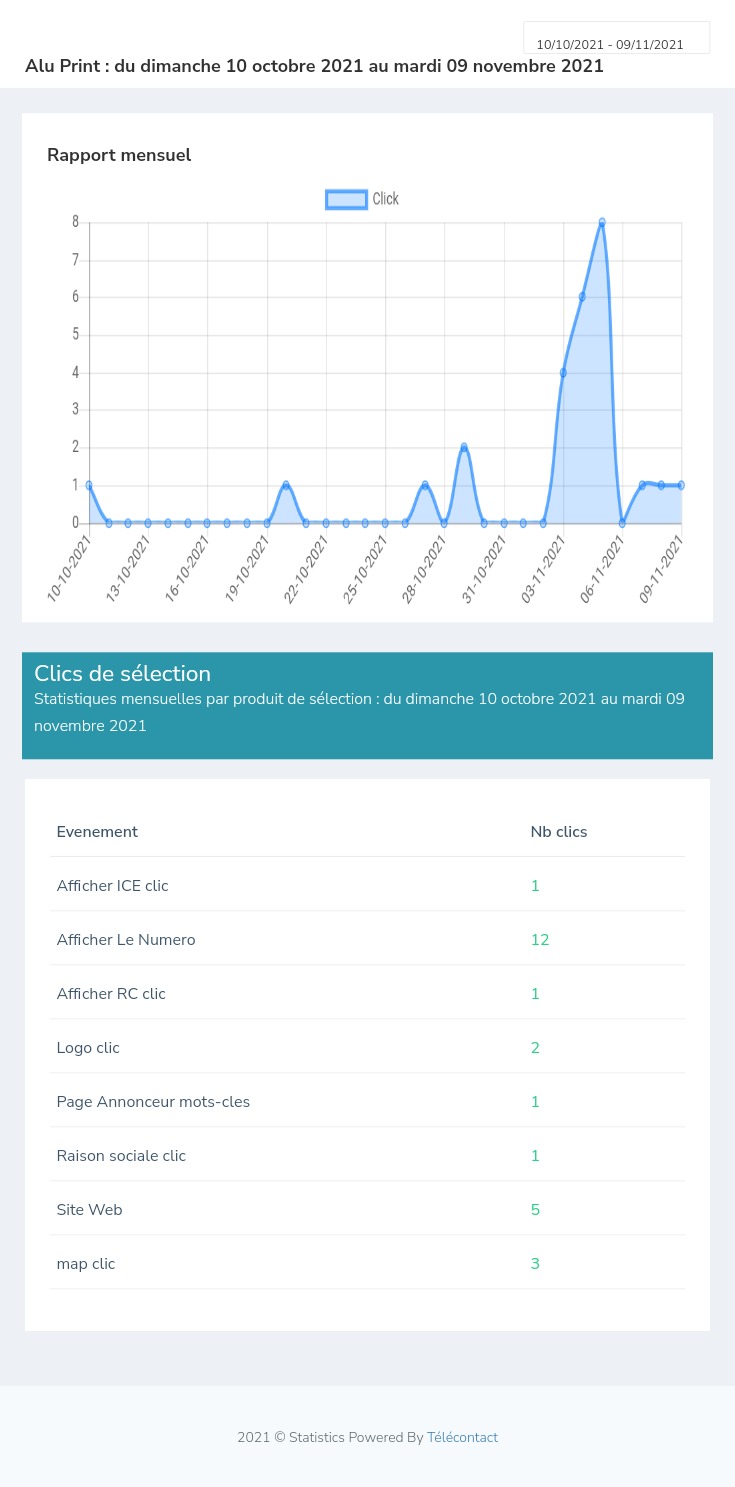 10/10/2021 - 09/11/2021
Alu Print : du dimanche 10 octobre 2021 au mardi 09 novembre 2021
Rapport mensuel
Click
8
7
6
5
4
3
2
1
0
10-10-2021 13-10-2021 16-10-2021 19-10-2021 22-10-2021 25-10-2021 28-10-2021 31-10-2021 03-11-2021 06-11-2021 09-11-2021
Clics de sélection
Statistiques mensuelles par produit de sélection : du dimanche 10 octobre 2021 au mardi 09
novembre 2021
Evenement Nb clics
Afficher ICE clic 1
Afficher Le Numero 12
Afficher RC clic 1
Logo clic 2
Page Annonceur mots-cles 1
Raison sociale clic 1
Site Web 5
map clic 3
2021 © Statistics Powered By Télécontact